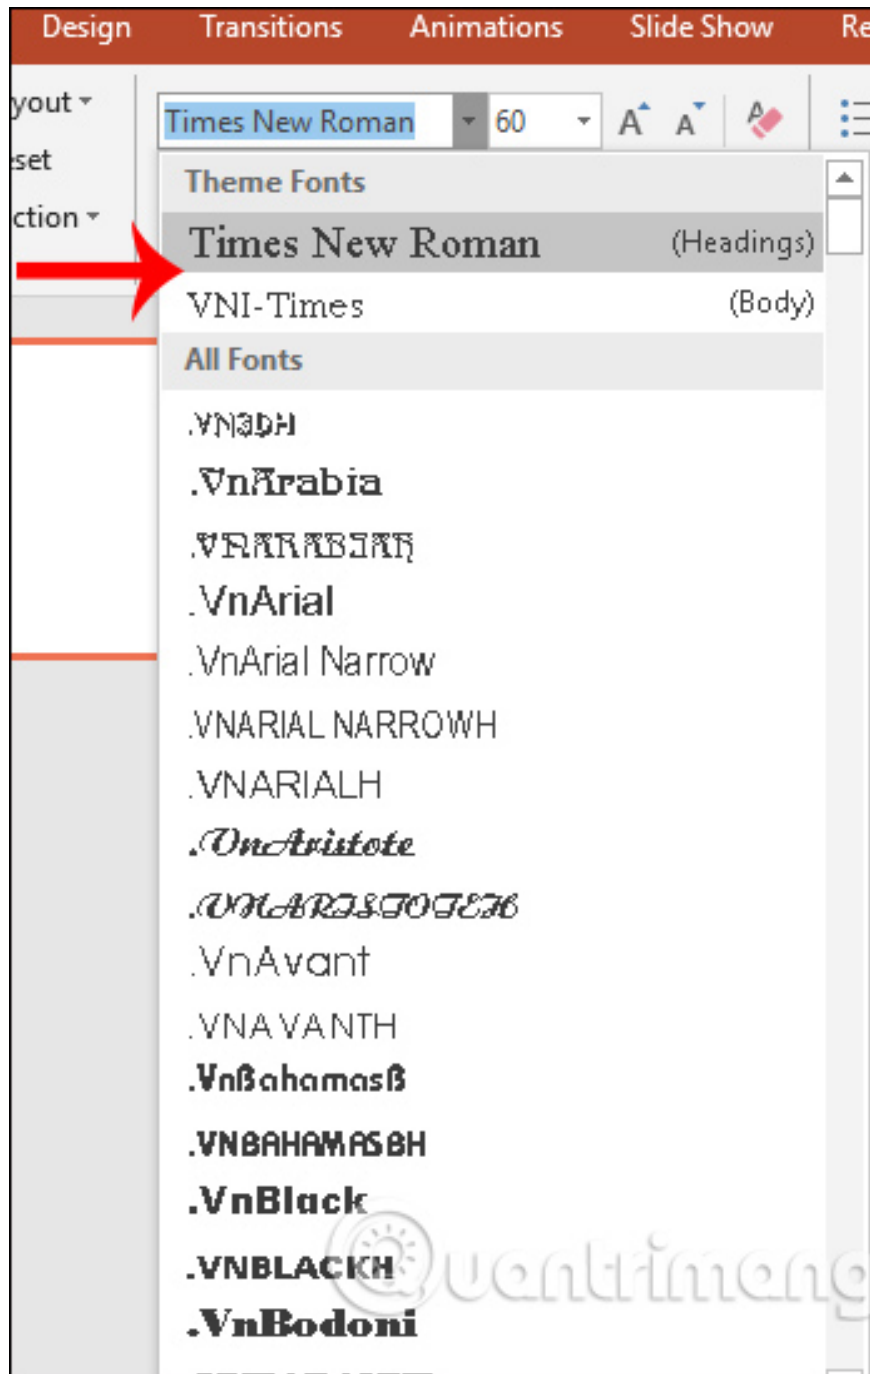 Design Transitions Animations Slide Show Re
yout
Times New Roman 60
set
Theme Fonts
ction
Times New Roman (Headings)
VNI-Times (Body)
All Fonts
.VN3DH
.VnArabia
.VNARABIAH
.VnArial
.VnArial Narrow
.VNARIAL NARROWH
.VNARIALH
.VnAristote
.VNARISTOTEH
.VnAvant
.VNAVANTH
.VnBahamasB
.VNBAHAMASBH
.VnBlack
.VNBLACKH
Quantrimang
.VnBodoni